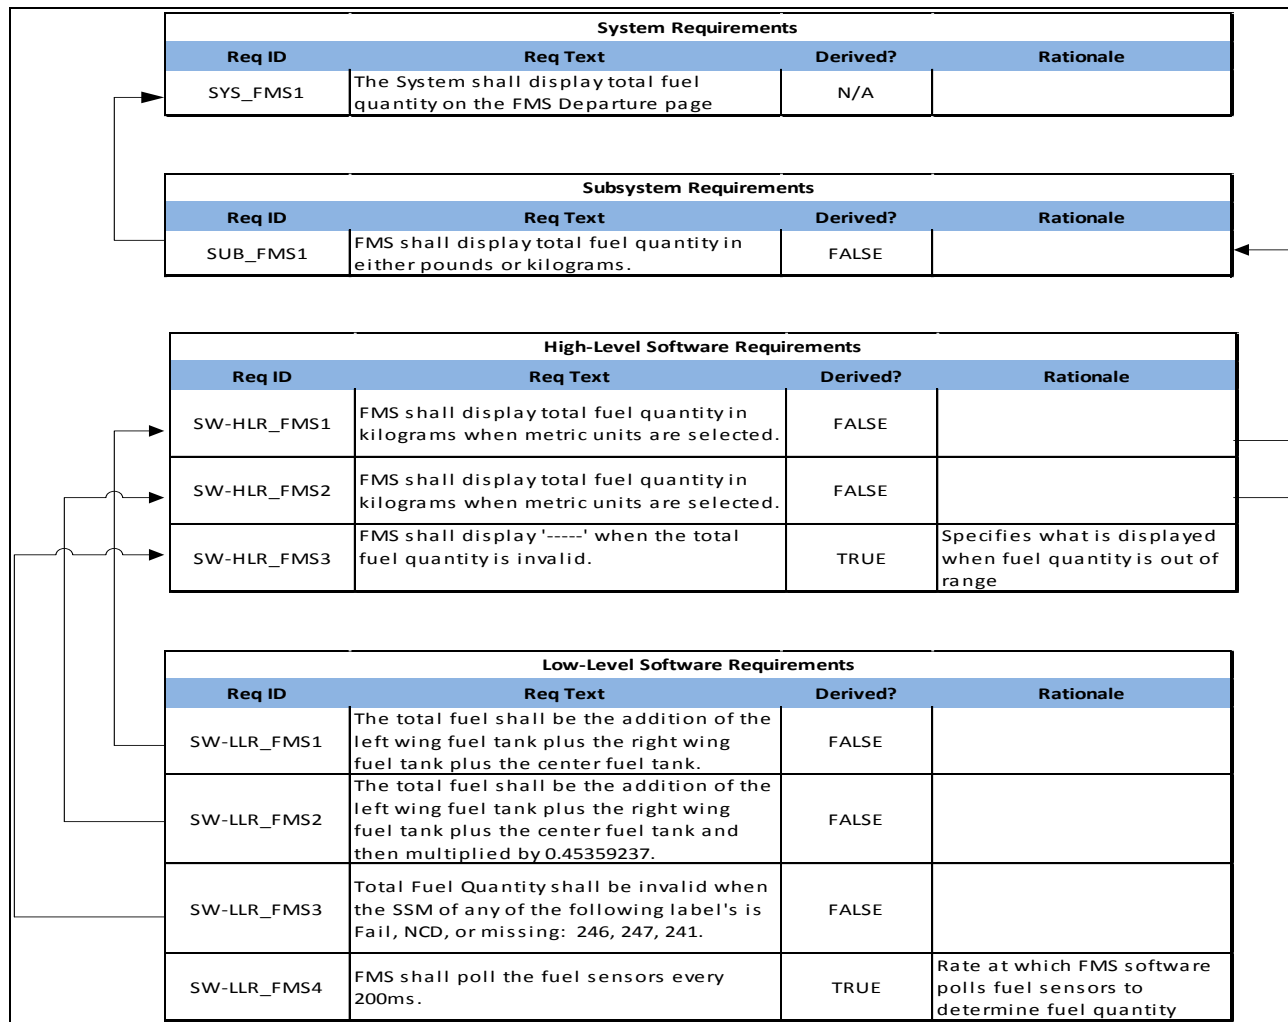 System Requirements
Req ID Req Text Derived? Rationale
SYS_FMS1 The System shall display total fuel quantity on the FMS Departure page N/A
Subsystem Requirements
Req ID Req Text Derived? Rationale
SUB_FMS1 FMS shall display total fuel quantity in either pounds or kilograms. FALSE
High-Level Software Requirements
Req ID Req Text Derived? Rationale
SW-HLR_FMS1 FMS shall display total fuel quantity in kilograms when metric units are selected. FALSE
SW-HLR_FMS2 FMS shall display total fuel quantity in kilograms when metric units are selected. FALSE
SW-HLR_FMS3 FMS shall display '-----' when the total fuel quantity is invalid. TRUE Specifies what is displayed when fuel quantity is out of range
Low-Level Software Requirements
Req ID Req Text Derived? Rationale
SW-LLR_FMS1 The total fuel shall be the addition of the left wing fuel tank plus the right wing fuel tank plus the center fuel tank. FALSE
SW-LLR_FMS2 The total fuel shall be the addition of the left wing fuel tank plus the right wing fuel tank plus the center fuel tank and then multiplied by 0.45359237. FALSE
SW-LLR_FMS3 Total Fuel Quantity shall be invalid when the SSM of any of the following label's is Fail, NCD, or missing: 246, 247, 241. FALSE
SW-LLR_FMS4 FMS shall poll the fuel sensors every 200ms. TRUE Rate at which FMS software polls fuel sensors to determine fuel quantity